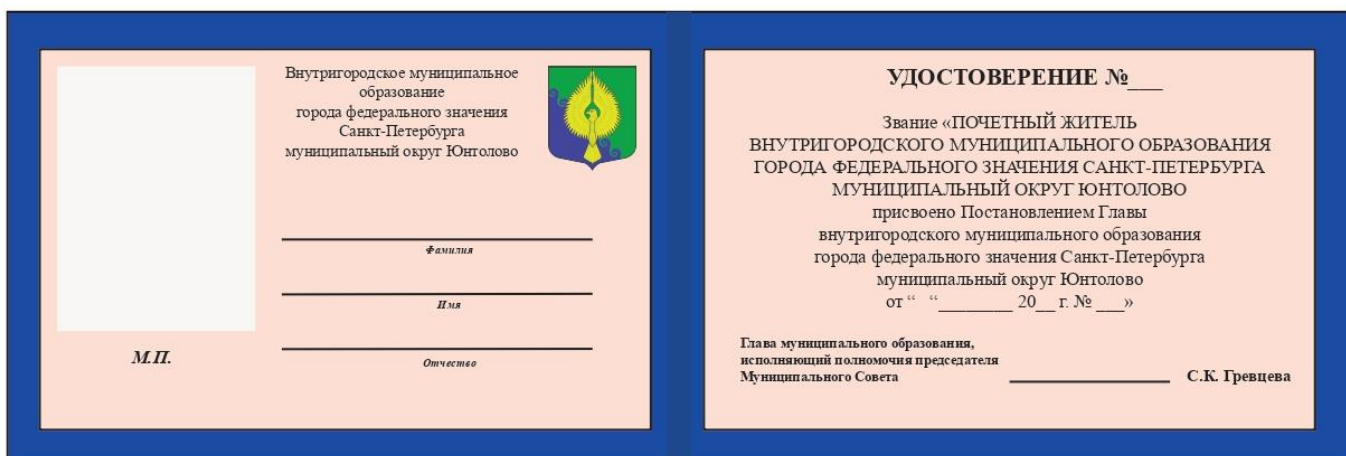 Внутригородское муниципальное
образование
города федерального значения
Санкт-Петербурга
муниципальный округ Юнтолово
Фамилия
Имя
Отчество
М.П.
УДОСТОВЕРЕНИЕ №___
Звание «ПОЧЕТНЫЙ ЖИТЕЛЬ
ВНУТРИГОРОДСКОГО МУНИЦИПАЛЬНОГО ОБРАЗОВАНИЯ
ГОРОДА ФЕДЕРАЛЬНОГО ЗНАЧЕНИЯ САНКТ-ПЕТЕРБУРГА
МУНИЦИПАЛЬНЫЙ ОКРУГ ЮНТОЛОВО
присвоено Постановлением Главы
внутригородского муниципального образования
города федерального значения Санкт-Петербурга
муниципальный округ Юнтолово
от “ “________ 20__ г. № ___»
Глава муниципального образования,
исполняющий полномочия председателя
Муниципального Совета ____________ С.К. Гревцева